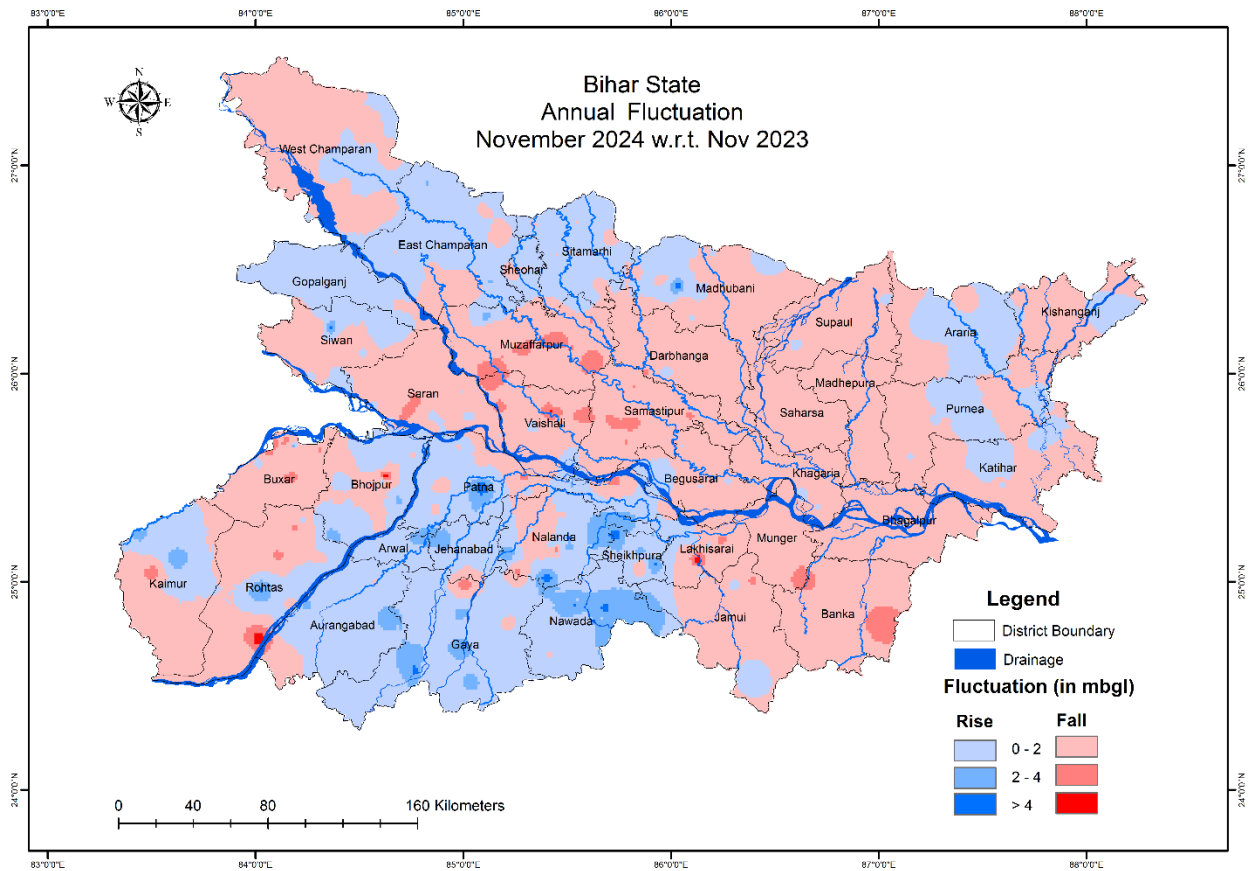 83°0'0"E 84°0'0"E 85°0'0"E 86°0'0"E 87°0'0"E 88°0'0"E
Bihar State
Annual Fluctuation
November 2024 w.r.t. Nov 2023
N
W E
S
27°0'0"N 27°0'0"N
26°0'0"N 26°0'0"N
25°0'0"N 25°0'0"N
24°0'0"N 24°0'0"N
West Champaran
East Champaran
Sitamarhi
Sheohar
Gopalganj
Madhubani
Kishanganj
Supaul
Araria
Siwan
Muzaffarpur
Darbhanga
Madhepura
Saran
Samastipur
Saharsa
Purnea
Vaishali
Katihar
Buxar
Bhojpur
Patna
Begusarai
Khagaria
Bhagalpur
Arwal
Jehanabad
Nalanda
Sheikhpura
Lakhisarai
Munger
Kaimur
Rohtas
Aurangabad
Gaya
Nawada
Jamui
Banka
Legend
District Boundary
Drainage
Fluctuation (in mbgl)
Rise Fall
0 - 2
2 - 4
> 4
0 40 80 160 Kilometers
83°0'0"E 84°0'0"E 85°0'0"E 86°0'0"E 87°0'0"E 88°0'0"E